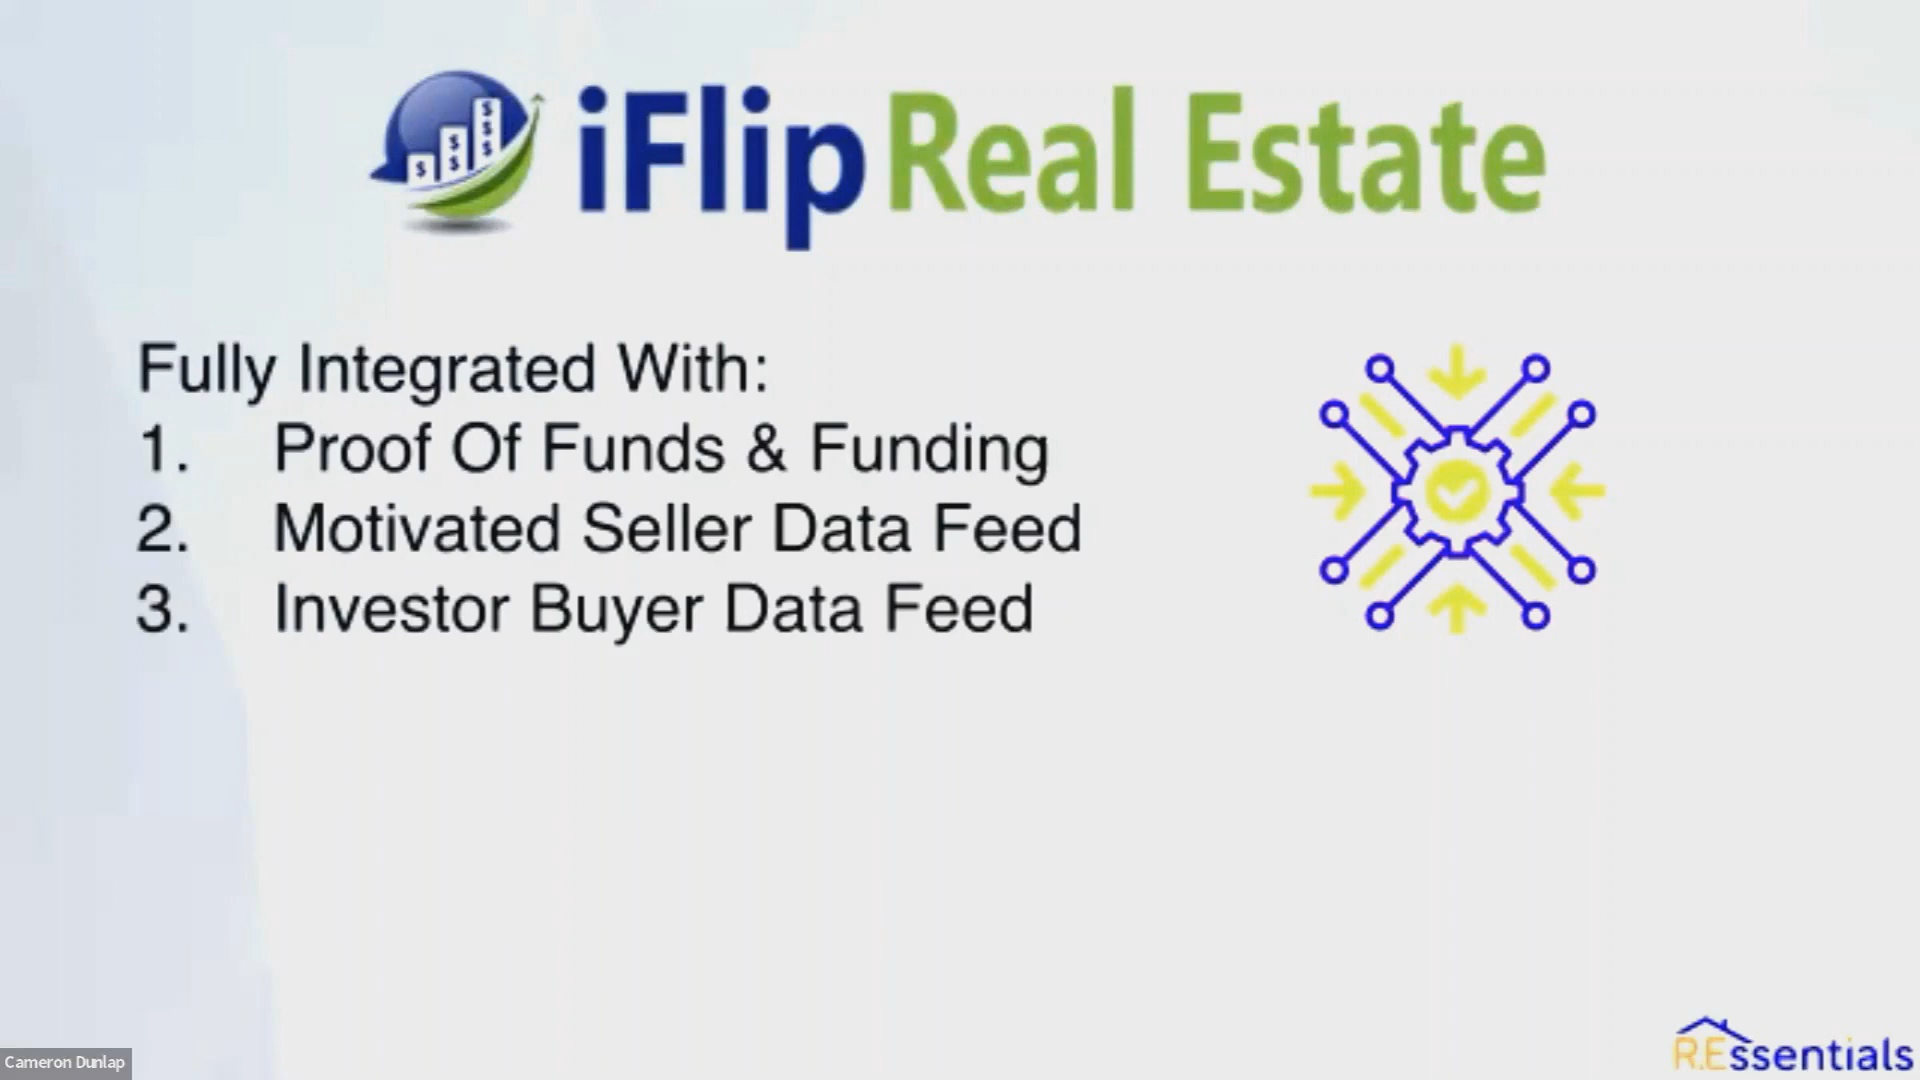 iFlip Real Estate
Fully Integrated With:
1. Proof Of Funds & Funding
2. Motivated Seller Data Feed
3. Investor Buyer Data Feed
Cameron Dunlap
R.Essentials